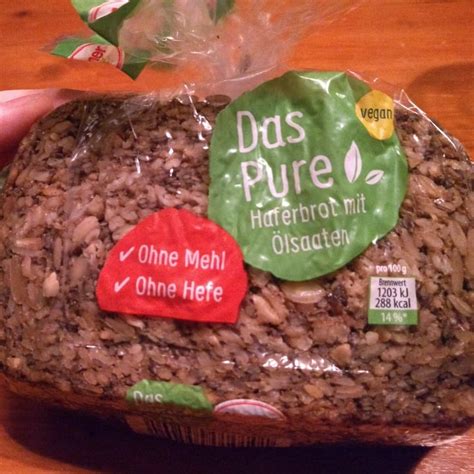 vegan
Das
Pure
Haferbrot mit
Ölsaaten
✓ Ohne Mehl
✓ Ohne Hefe
pro 100 g
Brennwert
1203 kJ
288 kcal
14 %*
Das